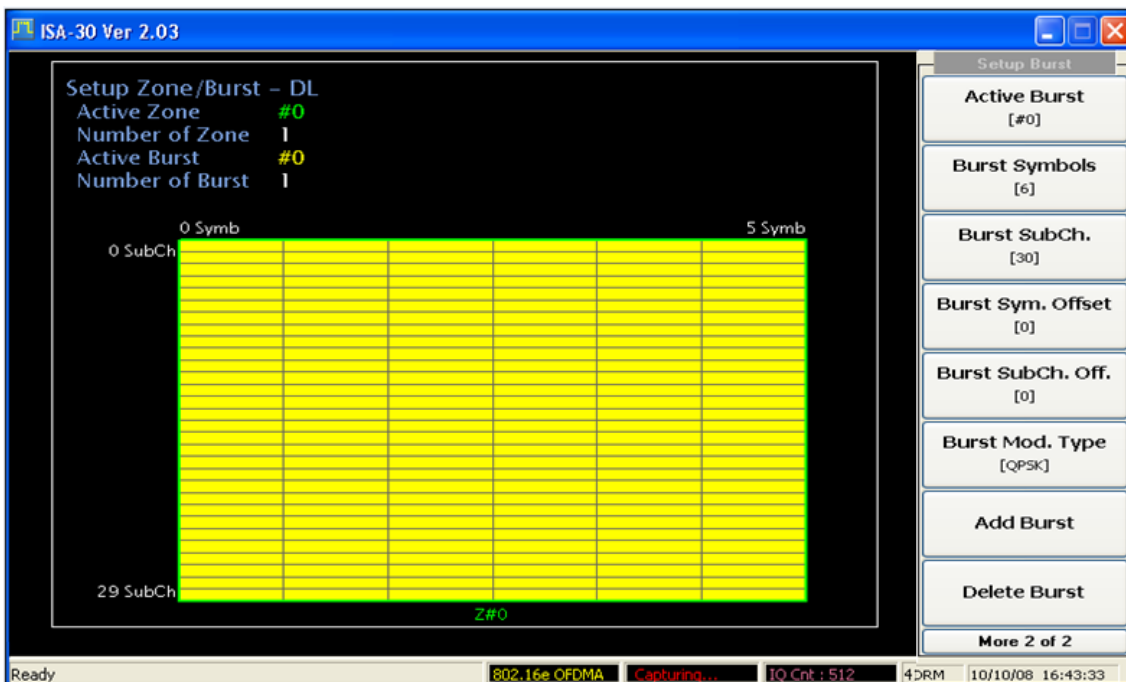 ISA-30 Ver 2.03
Setup Zone/Burst - DL
Active Zone #0
Number of Zone 1
Active Burst #0
Number of Burst 1
0 Symb 5 Symb
0 SubCh
29 SubCh
Z#0
Setup Burst
Active Burst
[#0]
Burst Symbols
[6]
Burst SubCh.
[30]
Burst Sym. Offset
[0]
Burst SubCh. Off.
[0]
Burst Mod. Type
[QPSK]
Add Burst
Delete Burst
More 2 of 2
Ready 802.16e OFDMA Capturing... IQ Cnt : 512 10/10/08 16:43:33